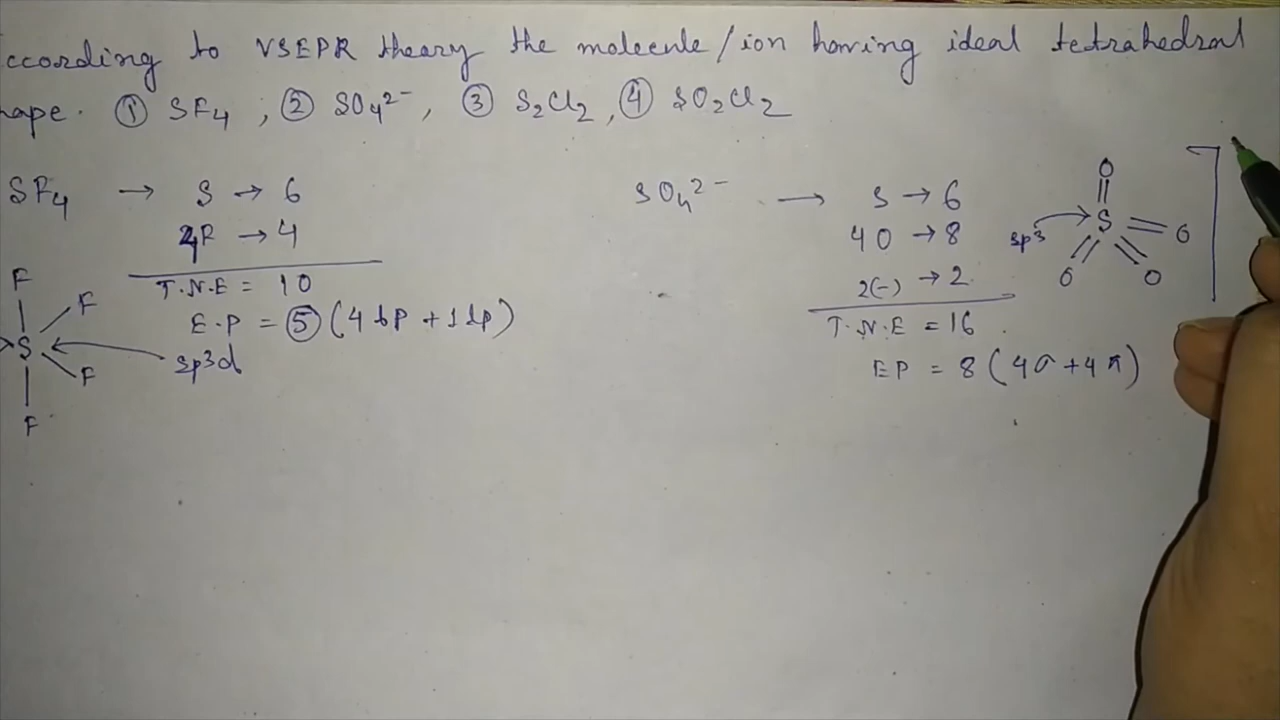 ccording to VSEPR theory the molecule/ion having ideal tetrahedral
hape. ① SF₄ ; ② SO₄²⁻, ③ S₂Cl₂, ④ SO₂Cl₂
SF₄ → S → 6
4F → 4
T.N.E = 10
E.P = ⑤ (4 bp + 1 lp)
sp³d
F
F
S
F
F
SO₄²⁻ → S → 6
4 O → 8
2(-) → 2
T.N.E = 16
EP = 8 (4σ + 4π)
O
sp3 S O
O O